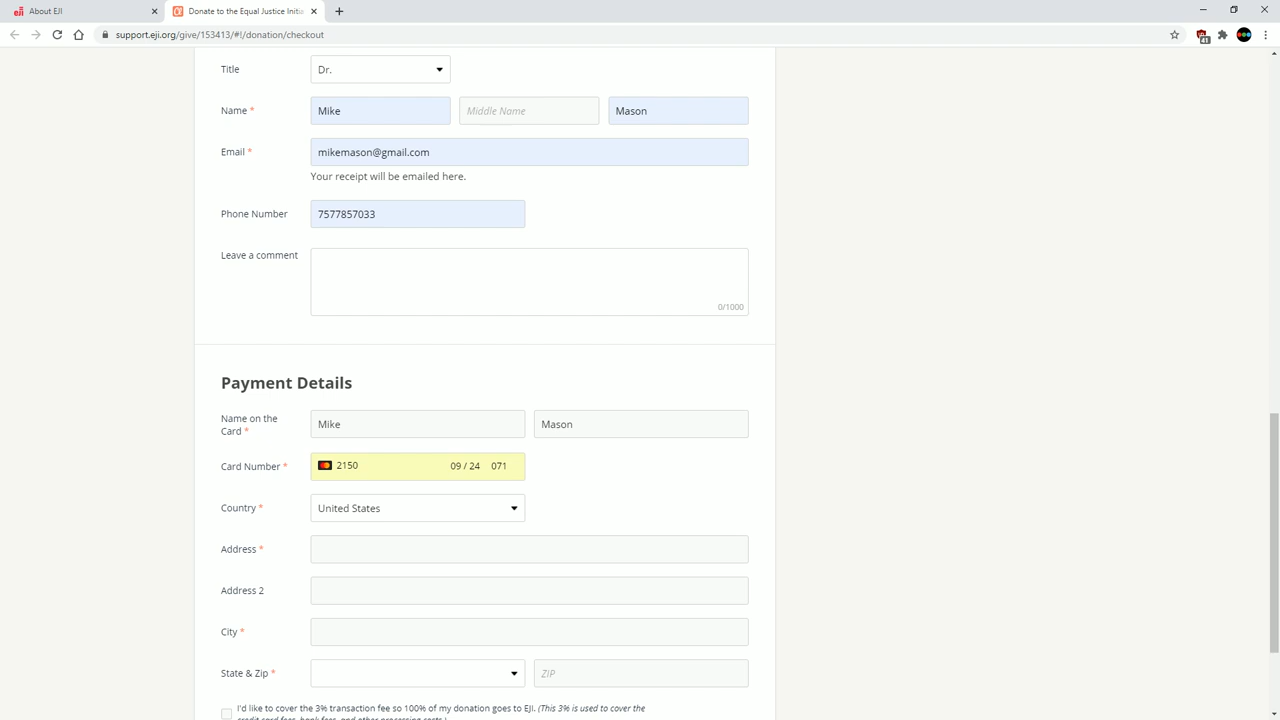 About EJI
Donate to the Equal Justice Initia
support.eji.org/give/153413/#!/donation/checkout
41
Title Dr.
Name * Mike Middle Name Mason
Email * mikemason@gmail.com
Your receipt will be emailed here.
Phone Number 7577857033
Leave a comment
0/1000
Payment Details
Name on the Card * Mike Mason
Card Number * 2150 09 / 24 071
Country * United States
Address *
Address 2
City *
State & Zip * ZIP
I'd like to cover the 3% transaction fee so 100% of my donation goes to EJI. (This 3% is used to cover the
credit card fees, bank fees, and other processing costs.)